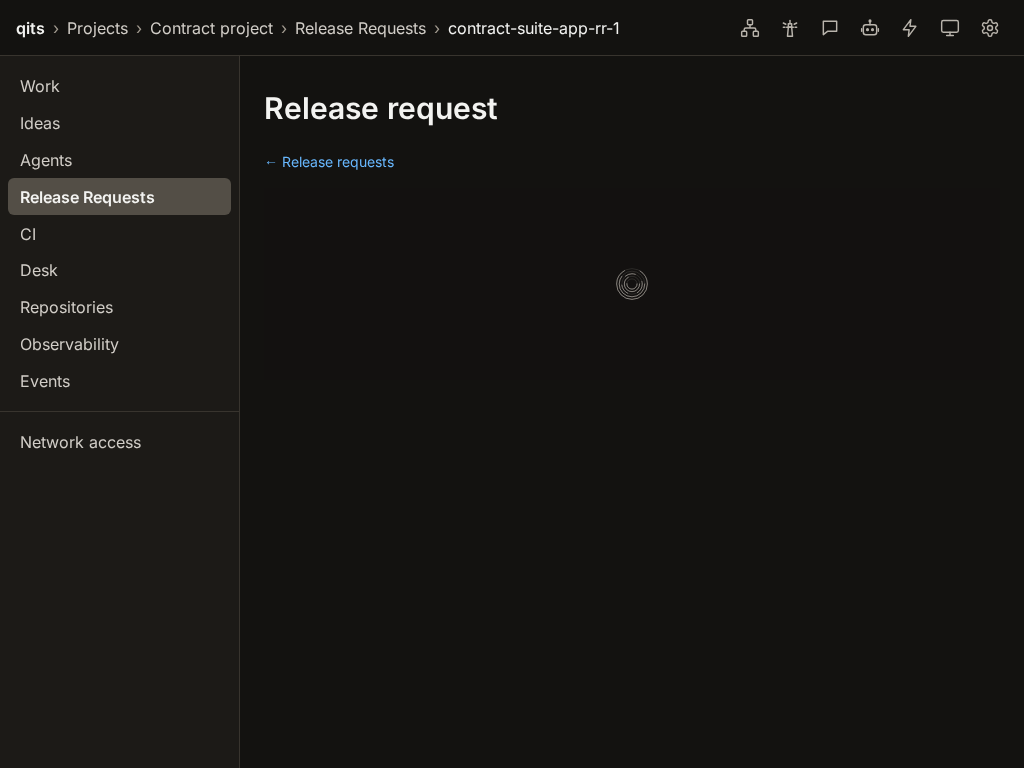 qits › Projects › Contract project › Release Requests › contract-suite-app-rr-1
Work
Ideas
Agents
Release Requests
CI
Desk
Repositories
Observability
Events
Network access
Release request
← Release requests